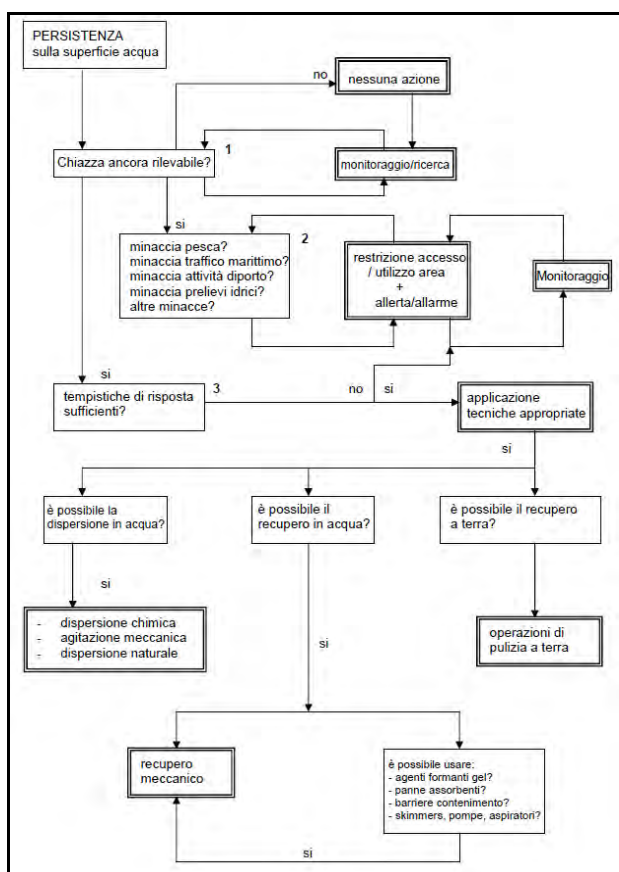 PERSISTENZA
sulla superficie acqua
no
nessuna azione
Chiazza ancora rilevabile?
1
monitoraggio/ricerca
si
minaccia pesca?
minaccia traffico marittimo?
minaccia attività diporto?
minaccia prelievi idrici?
altre minacce?
2
restrizione accesso
/ utilizzo area
+
allerta/allarme
Monitoraggio
si
tempistiche di risposta
sufficienti?
3
no
si
applicazione
tecniche appropriate
si
è possibile la
dispersione in acqua?
è possibile il
recupero in acqua?
è possibile il recupero
a terra?
si
- dispersione chimica
- agitazione meccanica
- dispersione naturale
si
operazioni di
pulizia a terra
recupero
meccanico
è possibile usare:
- agenti formanti gel?
- panne assorbenti?
- barriere contenimento?
- skimmers, pompe, aspiratori?
si